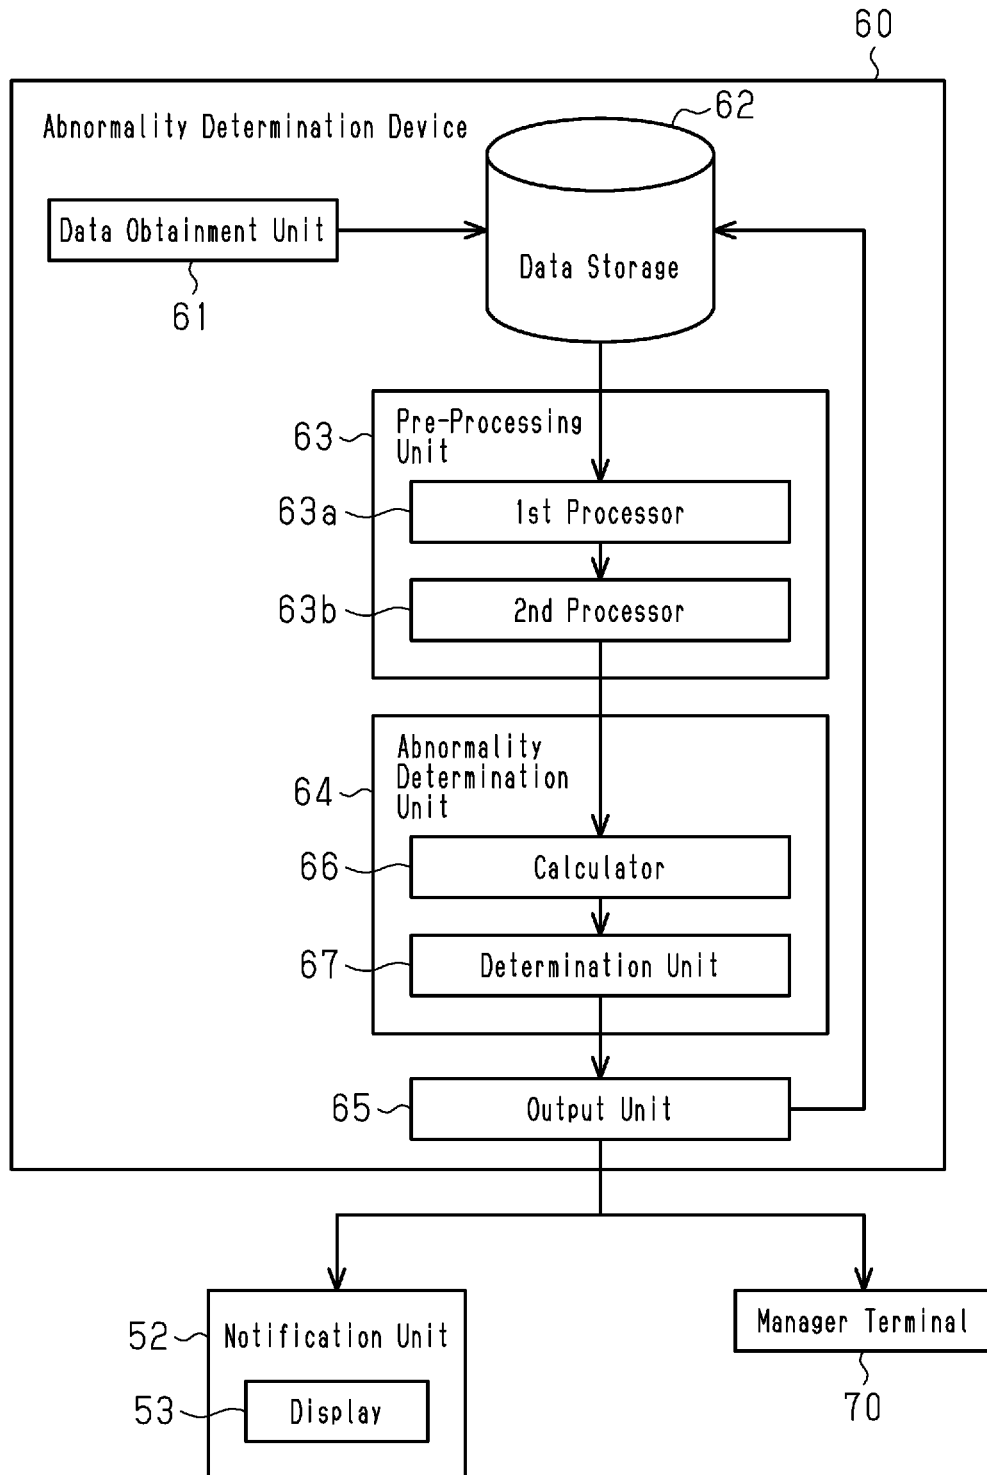 60
Abnormality Determination Device
62
Data Obtainment Unit
61
Data Storage
63
Pre-Processing
Unit
63a
1st Processor
63b
2nd Processor
64
Abnormality
Determination
Unit
66
Calculator
67
Determination Unit
65
Output Unit
52
Notification Unit
53
Display
Manager Terminal
70